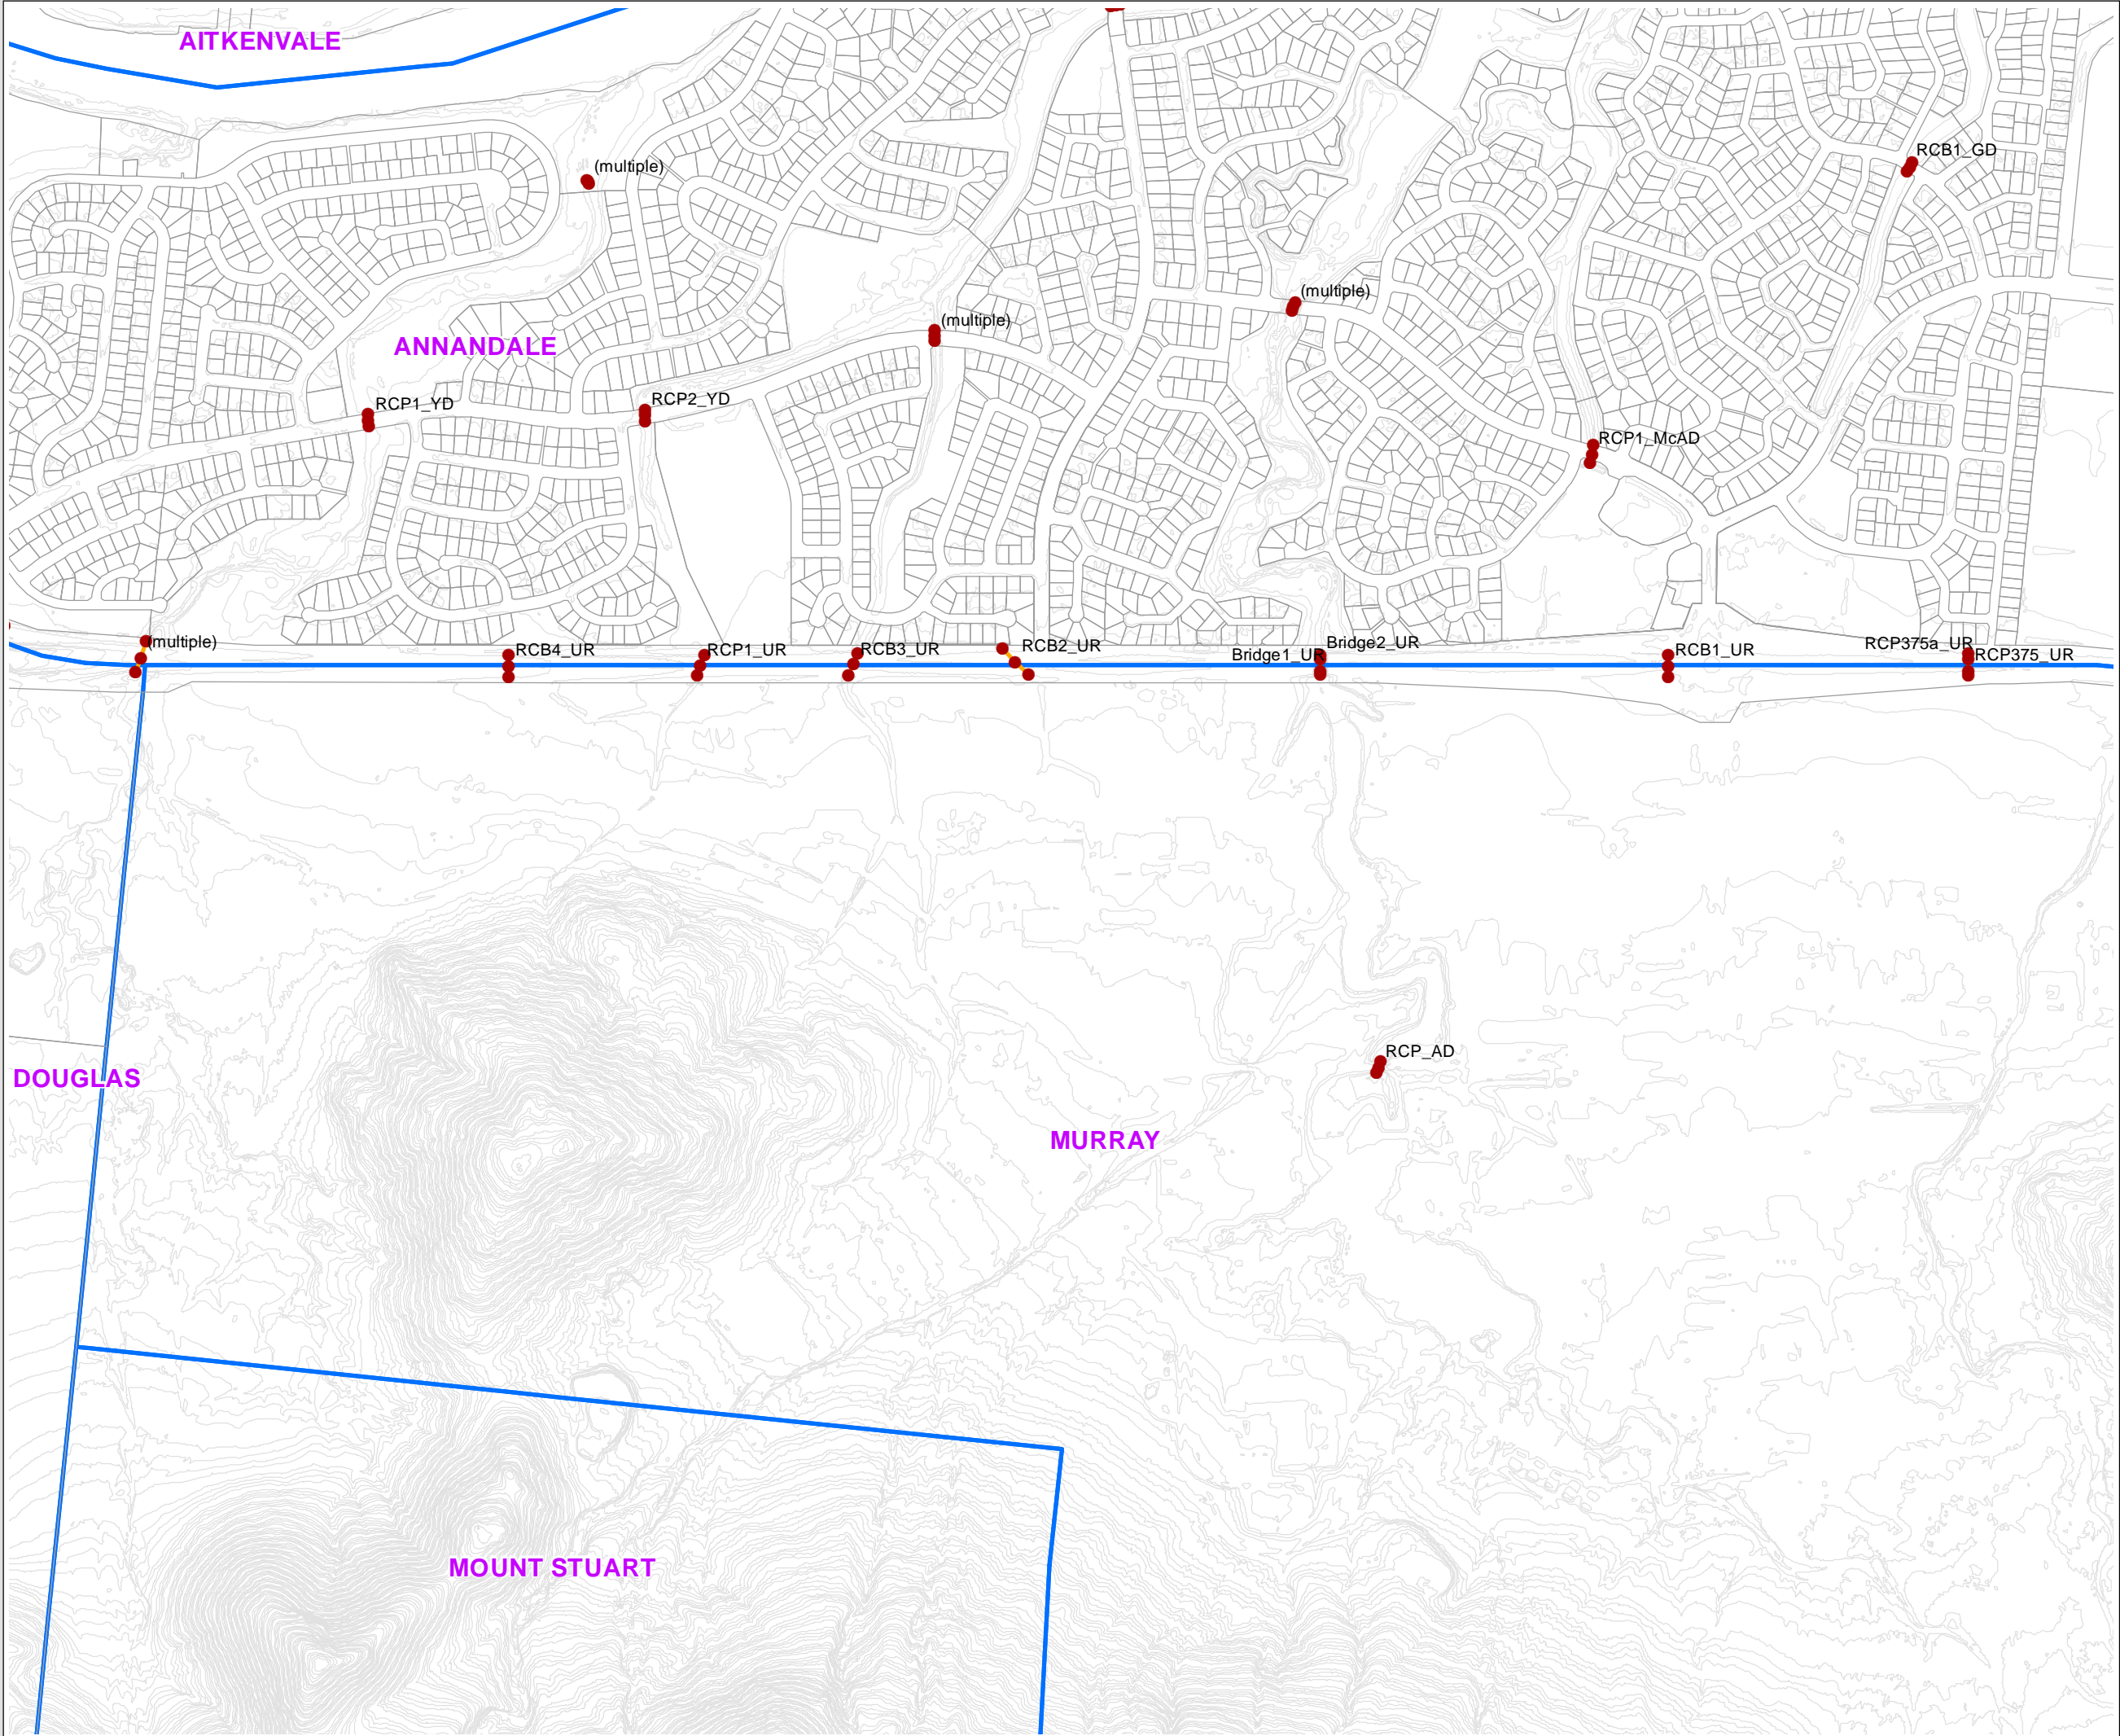 AITKENVALE
RCB1_GD
(multiple)
(multiple)
(multiple)
ANNANDALE
RCP1_YD
RCP2_YD
RCP1_McAD
(multiple)
RCB4_UR
RCP1_UR
RCB3_UR
RCB2_UR
Bridge2_UR
Bridge1_UR
RCB1_UR
RCP375a_UR
RCP375_UR
RCP_AD
DOUGLAS
MURRAY
MOUNT STUART